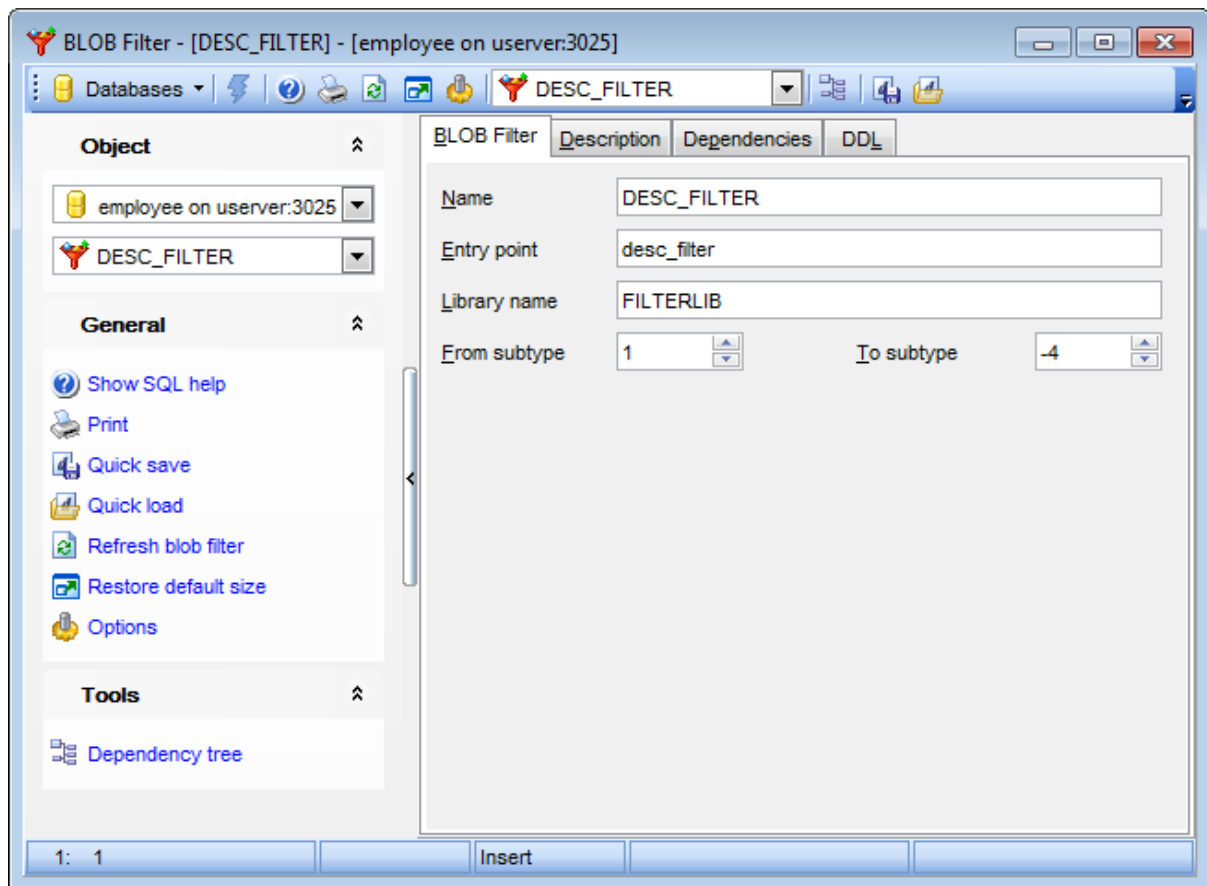 BLOB Filter - [DESC_FILTER] - [employee on userver:3025]
Databases DESC_FILTER
Object
employee on userver:3025
DESC_FILTER
General
Show SQL help
Print
Quick save
Quick load
Refresh blob filter
Restore default size
Options
Tools
Dependency tree
BLOB Filter Description Dependencies DDL
Name DESC_FILTER
Entry point desc_filter
Library name FILTERLIB
From subtype 1 To subtype -4
1: 1 Insert